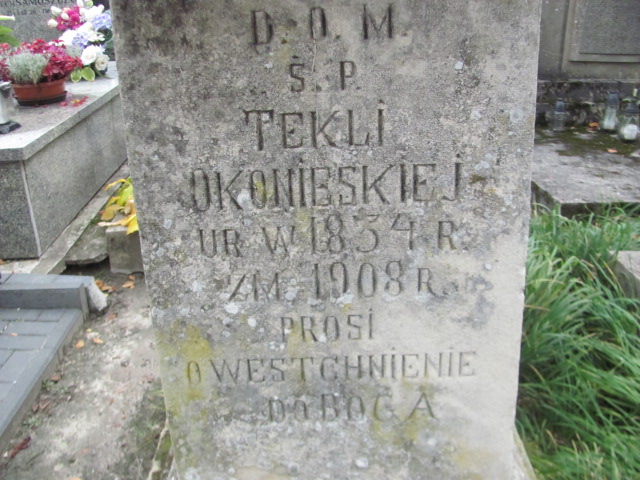 D. O. M.
Ś. P.
TEKLI
OKONIESKIEJ
UR W 1834 R.
ZM. 1908 R.
PROSI
O WESTCHNIENIE
DO BOGA